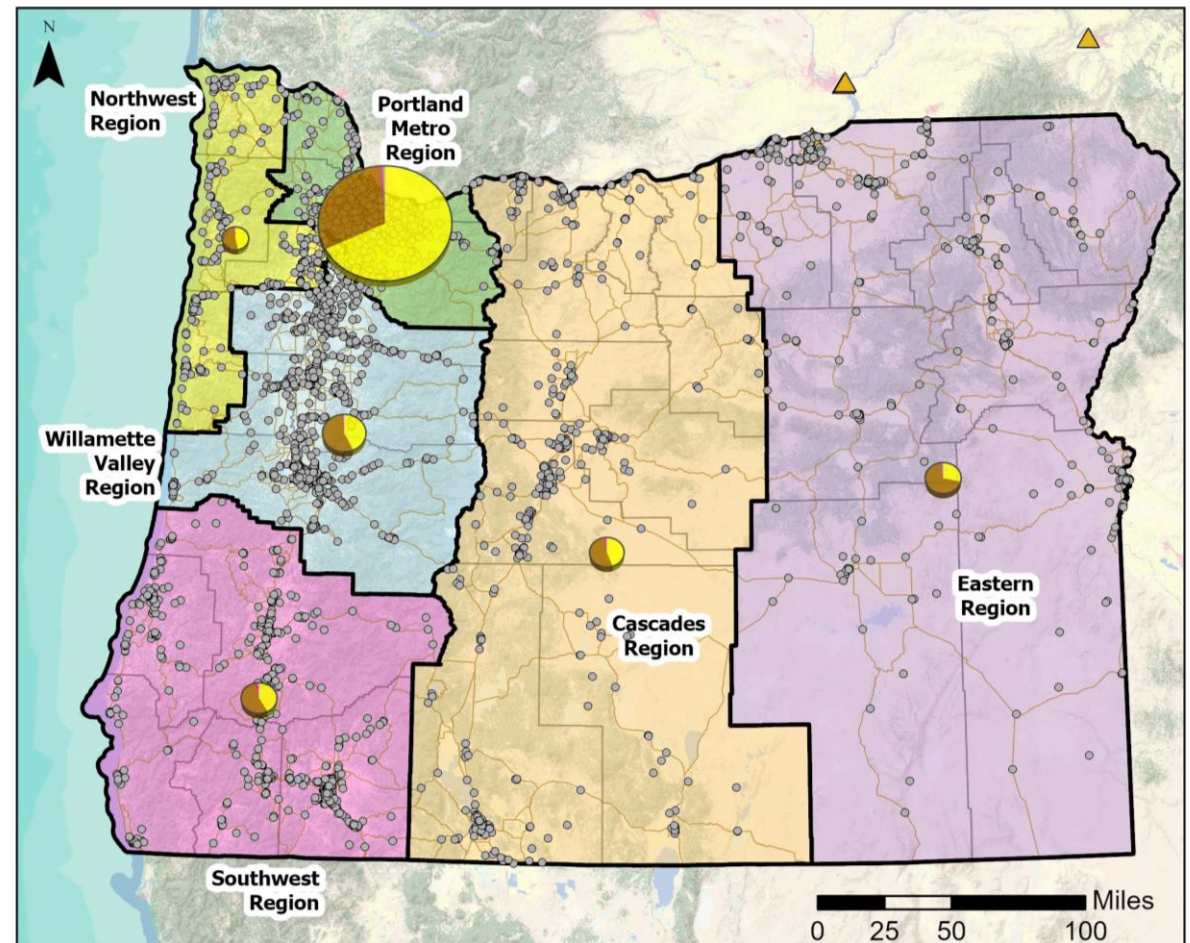 N
Northwest
Region
Portland
Metro
Region
Willamette
Valley
Region
Eastern
Region
Cascades
Region
Southwest
Region
Miles
0 25 50 100